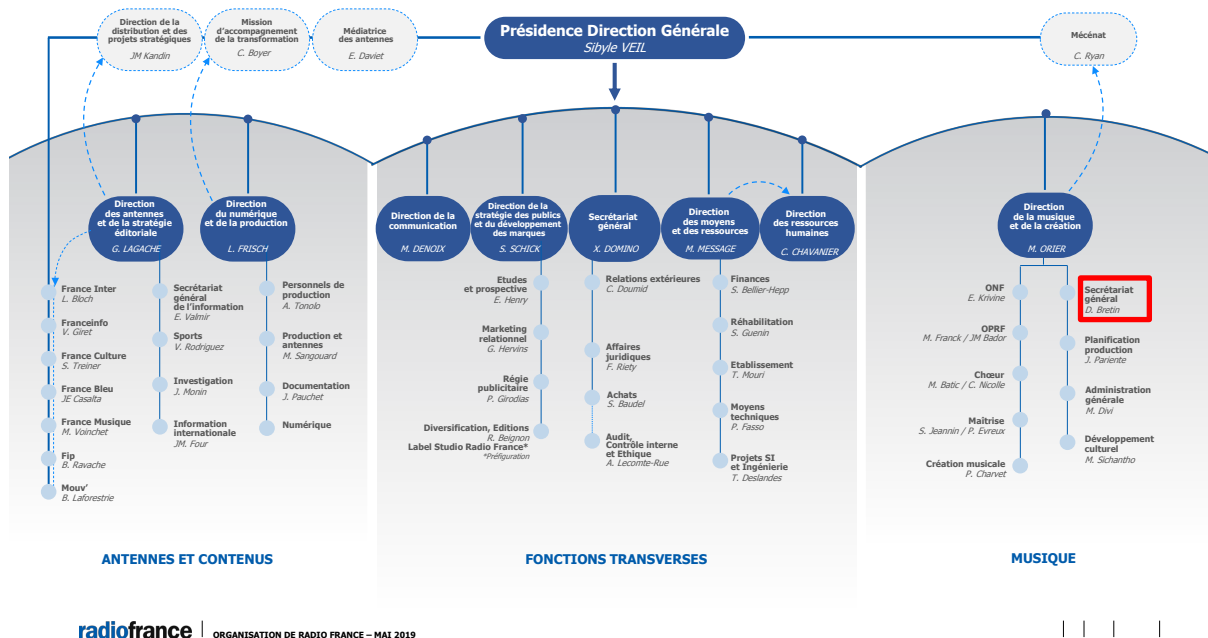 Direction de la
distribution et des
projets stratégiques
JM Kandin
Mission
d'accompagnement
de la transformation
C. Boyer
Médiatrice
des antennes
E. Daviet
Présidence Direction Générale
Sibyle VEIL
Mécénat
C. Ryan
Direction
des antennes
et de la stratégie
éditoriale
G. LAGACHE
Direction
du numérique
et de la production
L. FRISCH
Direction de la
communication
M. DENOIX
Direction de la
stratégie des publics
et du développement
des marques
S. SCHICK
Secrétariat
général
X. DOMINO
Direction
des moyens
et des ressources
M. MESSAGE
Direction
des ressources
humaines
C. CHAVANIER
Direction
de la musique
et de la création
M. ORIER
France Inter
L. Bloch
Franceinfo
V. Giret
France Culture
S. Treiner
France Bleu
JE Casalta
France Musique
M. Voinchet
Fip
B. Ravache
Mouv'
B. Laforestrie
Secrétariat
général
de l'information
E. Valmir
Sports
V. Rodriguez
Investigation
J. Monin
Information
internationale
JM. Four
Personnels de
production
A. Tonolo
Production et
antennes
M. Sangouard
Documentation
J. Pauchet
Numérique
Etudes
et prospective
E. Henry
Marketing
relationnel
G. Hervins
Régie
publicitaire
P. Girodias
Diversification, Editions
R. Beignon
Label Studio Radio France*
*Préfiguration
Relations extérieures
C. Doumid
Affaires
juridiques
F. Riety
Achats
S. Baudel
Audit,
Contrôle interne
et Ethique
A. Lecomte-Rue
Finances
S. Bellier-Hepp
Réhabilitation
S. Guenin
Etablissement
T. Mouri
Moyens
techniques
P. Fasso
Projets SI
et Ingénierie
T. Deslandes
ONF
E. Krivine
OPRF
M. Franck / JM Bador
Chœur
M. Batic / C. Nicolle
Maîtrise
S. Jeannin / P. Evreux
Création musicale
P. Charvet
Secrétariat
général
D. Bretin
Planification
production
J. Pariente
Administration
générale
M. Divi
Développement
culturel
M. Sichantho
ANTENNES ET CONTENUS
FONCTIONS TRANSVERSES
MUSIQUE
radiofrance
ORGANISATION DE RADIO FRANCE – MAI 2019